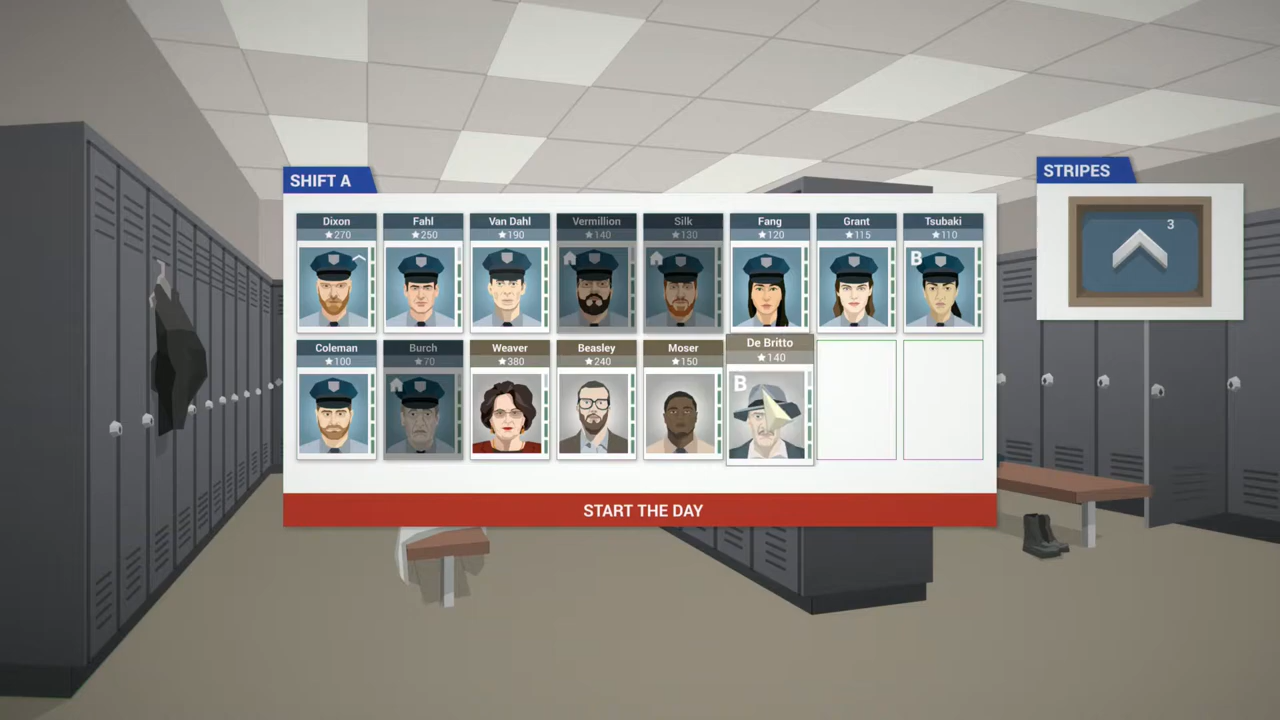 SHIFT A
STRIPES
3
Dixon
★270
Fahl
★250
Van Dahl
★190
Vermillion
★140
Silk
★130
Fang
★120
Grant
★115
Tsubaki
★110
B
Coleman
★100
Burch
★70
Weaver
★380
Beasley
★240
Moser
★150
De Britto
★140
B
START THE DAY